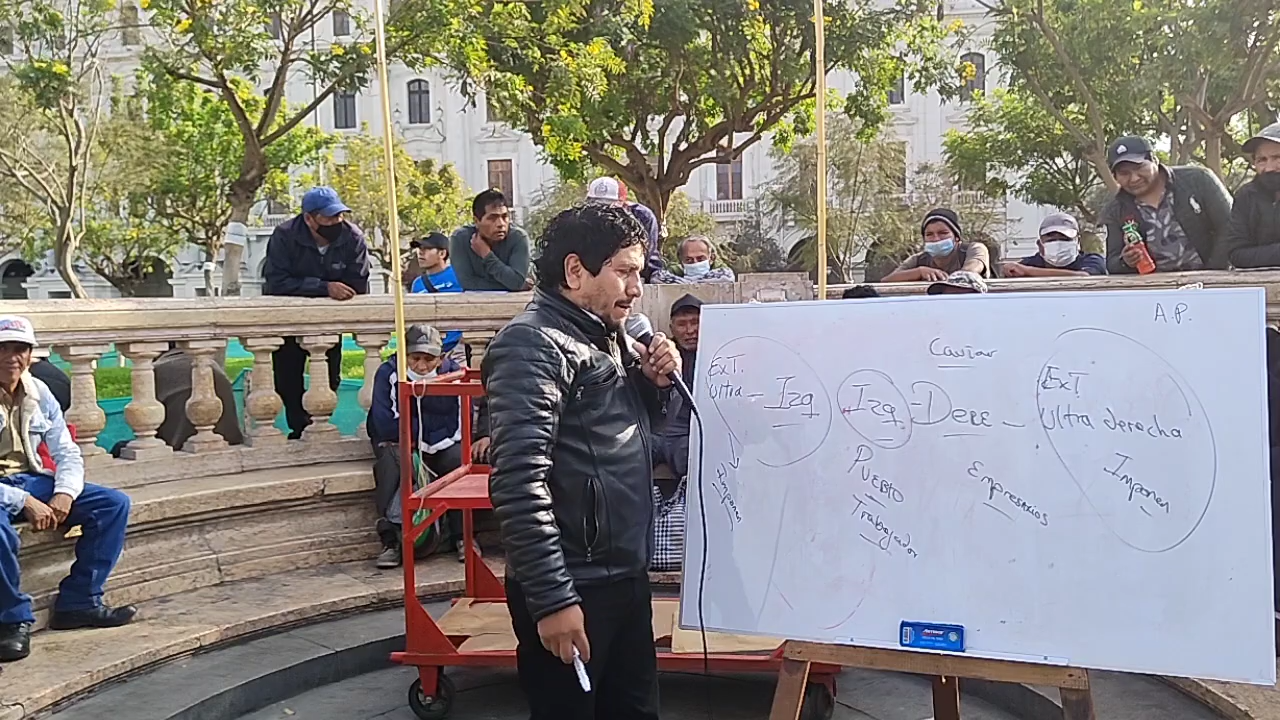 A.P.
Caviar
ExT.
Ultra - Izq
Izq - Dere -
ExT.
Ultra derecha
Imponen
Imponen
PUEBLO
Trabajador
Empresarios